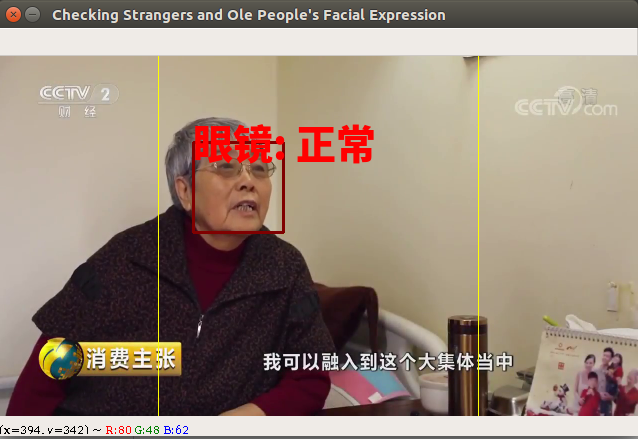 Checking Strangers and Ole People's Facial Expression
CCTV 2
财 经
高清
CCTV.com
眼镜: 正常
消费主张
我可以融入到这个大集体当中
(x=394, y=342) ~ R:80 G:48 B:62